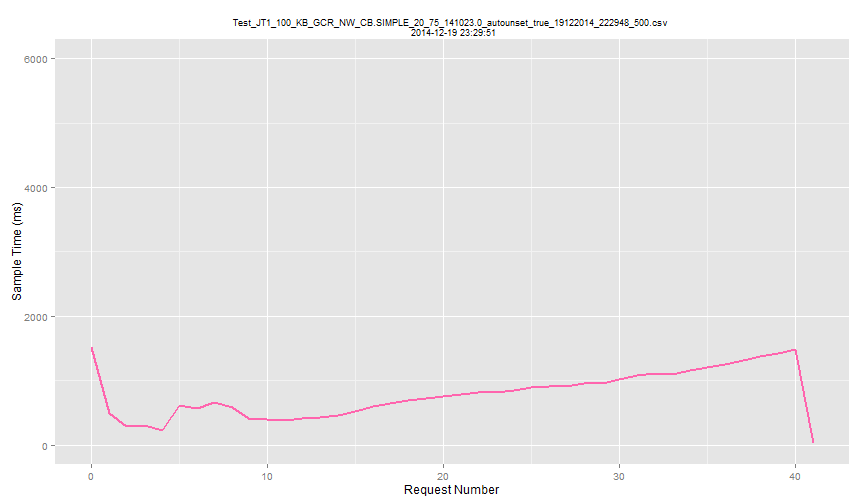 Test_JT1_100_KB_GCR_NW_CB.SIMPLE_20_75_141023.0_autounset_true_19122014_222948_500.csv
2014-12-19 23:29:51
6000
4000
2000
0
Sample Time (ms)
0 10 20 30 40
Request Number